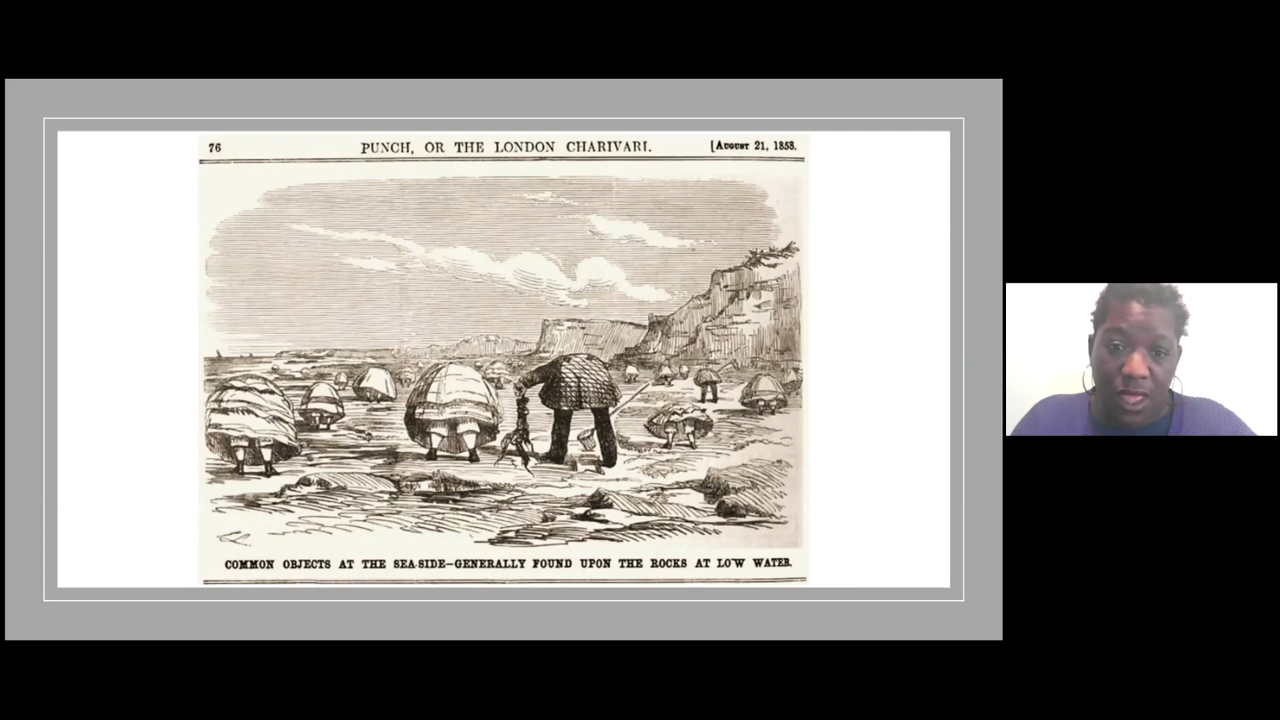 76 PUNCH, OR THE LONDON CHARIVARI. [AUGUST 21, 1858.
COMMON OBJECTS AT THE SEA-SIDE—GENERALLY FOUND UPON THE ROCKS AT LOW WATER.